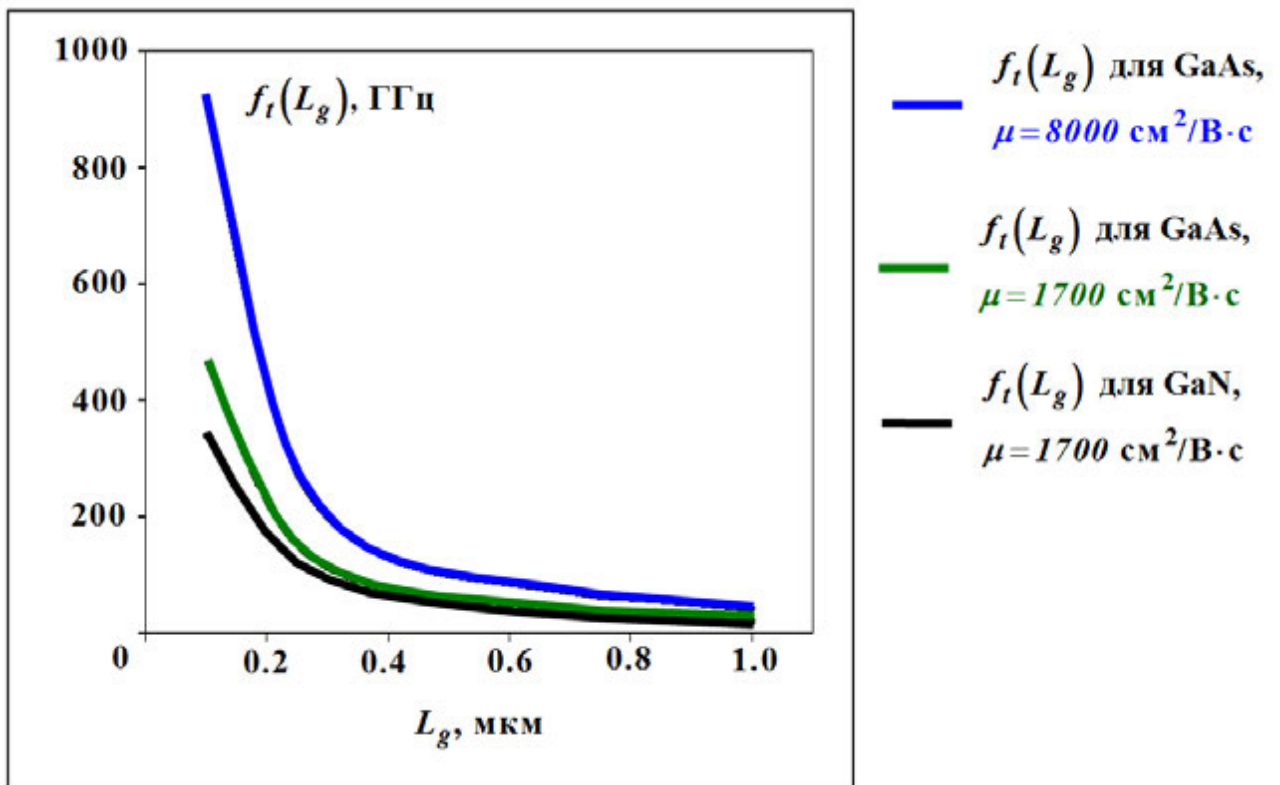 1000
800
600
400
200
0
0.2
0.4
0.6
0.8
1.0
f_t(L_g), ГГц
L_g, мкм
f_t(L_g) для GaAs,
μ=8000 см²/В·с
f_t(L_g) для GaAs,
μ=1700 см²/В·с
f_t(L_g) для GaN,
μ=1700 см²/В·с